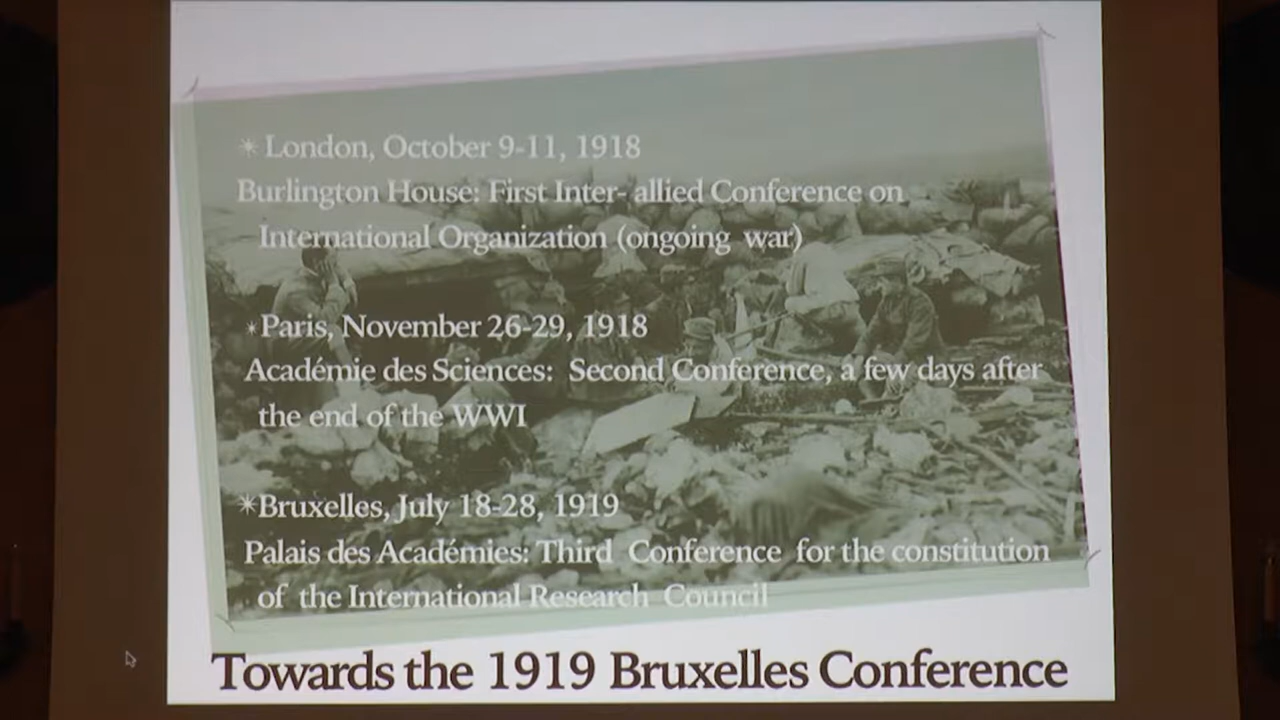 * London, October 9-11, 1918
Burlington House: First Inter- allied Conference on
International Organization (ongoing war)
*Paris, November 26-29, 1918
Académie des Sciences: Second Conference, a few days after
the end of the WWI
*Bruxelles, July 18-28, 1919
Palais des Académies: Third Conference for the constitution
of the International Research Council
Towards the 1919 Bruxelles Conference